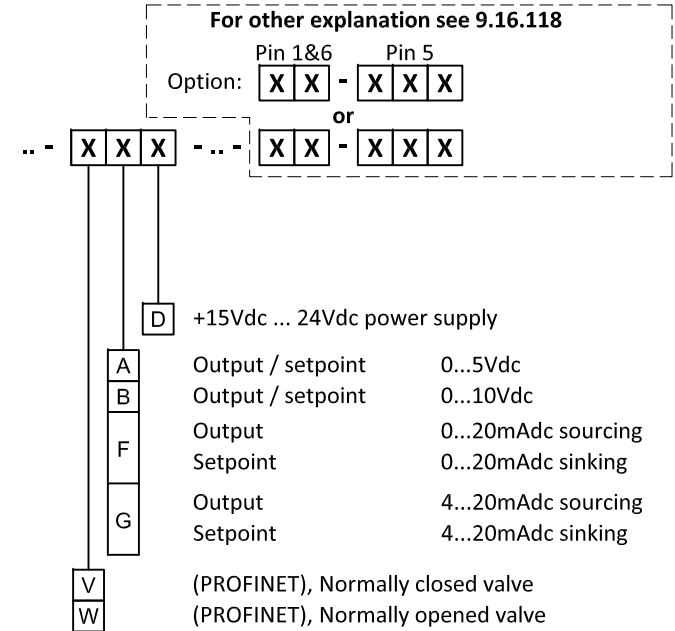 For other explanation see 9.16.118
Pin 1&6 Pin 5
Option: X X - X X X
or
.. - X X X - .. - X X - X X X
D +15Vdc ... 24Vdc power supply
A Output / setpoint 0...5Vdc
B Output / setpoint 0...10Vdc
F Output 0...20mAdc sourcing
Setpoint 0...20mAdc sinking
G Output 4...20mAdc sourcing
Setpoint 4...20mAdc sinking
V (PROFINET), Normally closed valve
W (PROFINET), Normally opened valve